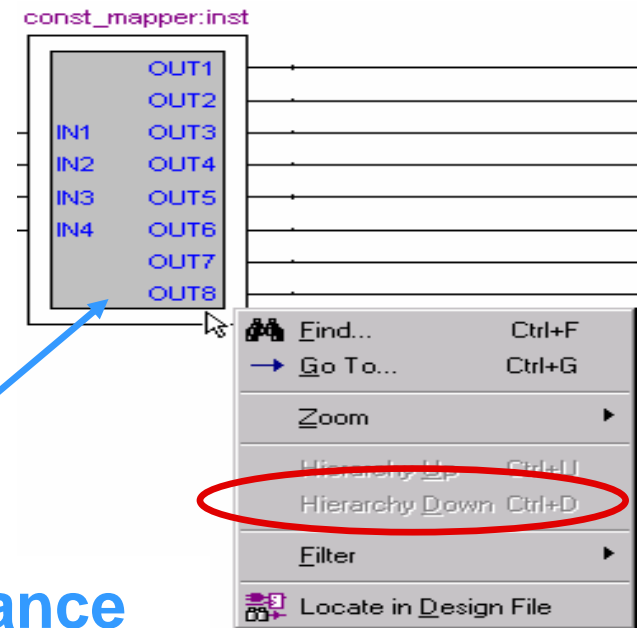 const_mapper:inst
OUT1
OUT2
IN1 OUT3
IN2 OUT4
IN3 OUT5
IN4 OUT6
OUT7
OUT8
Find... Ctrl+F
Go To... Ctrl+G
Zoom
Hierarchy Up Ctrl+U
Hierarchy Down Ctrl+D
Filter
Locate in Design File
ance